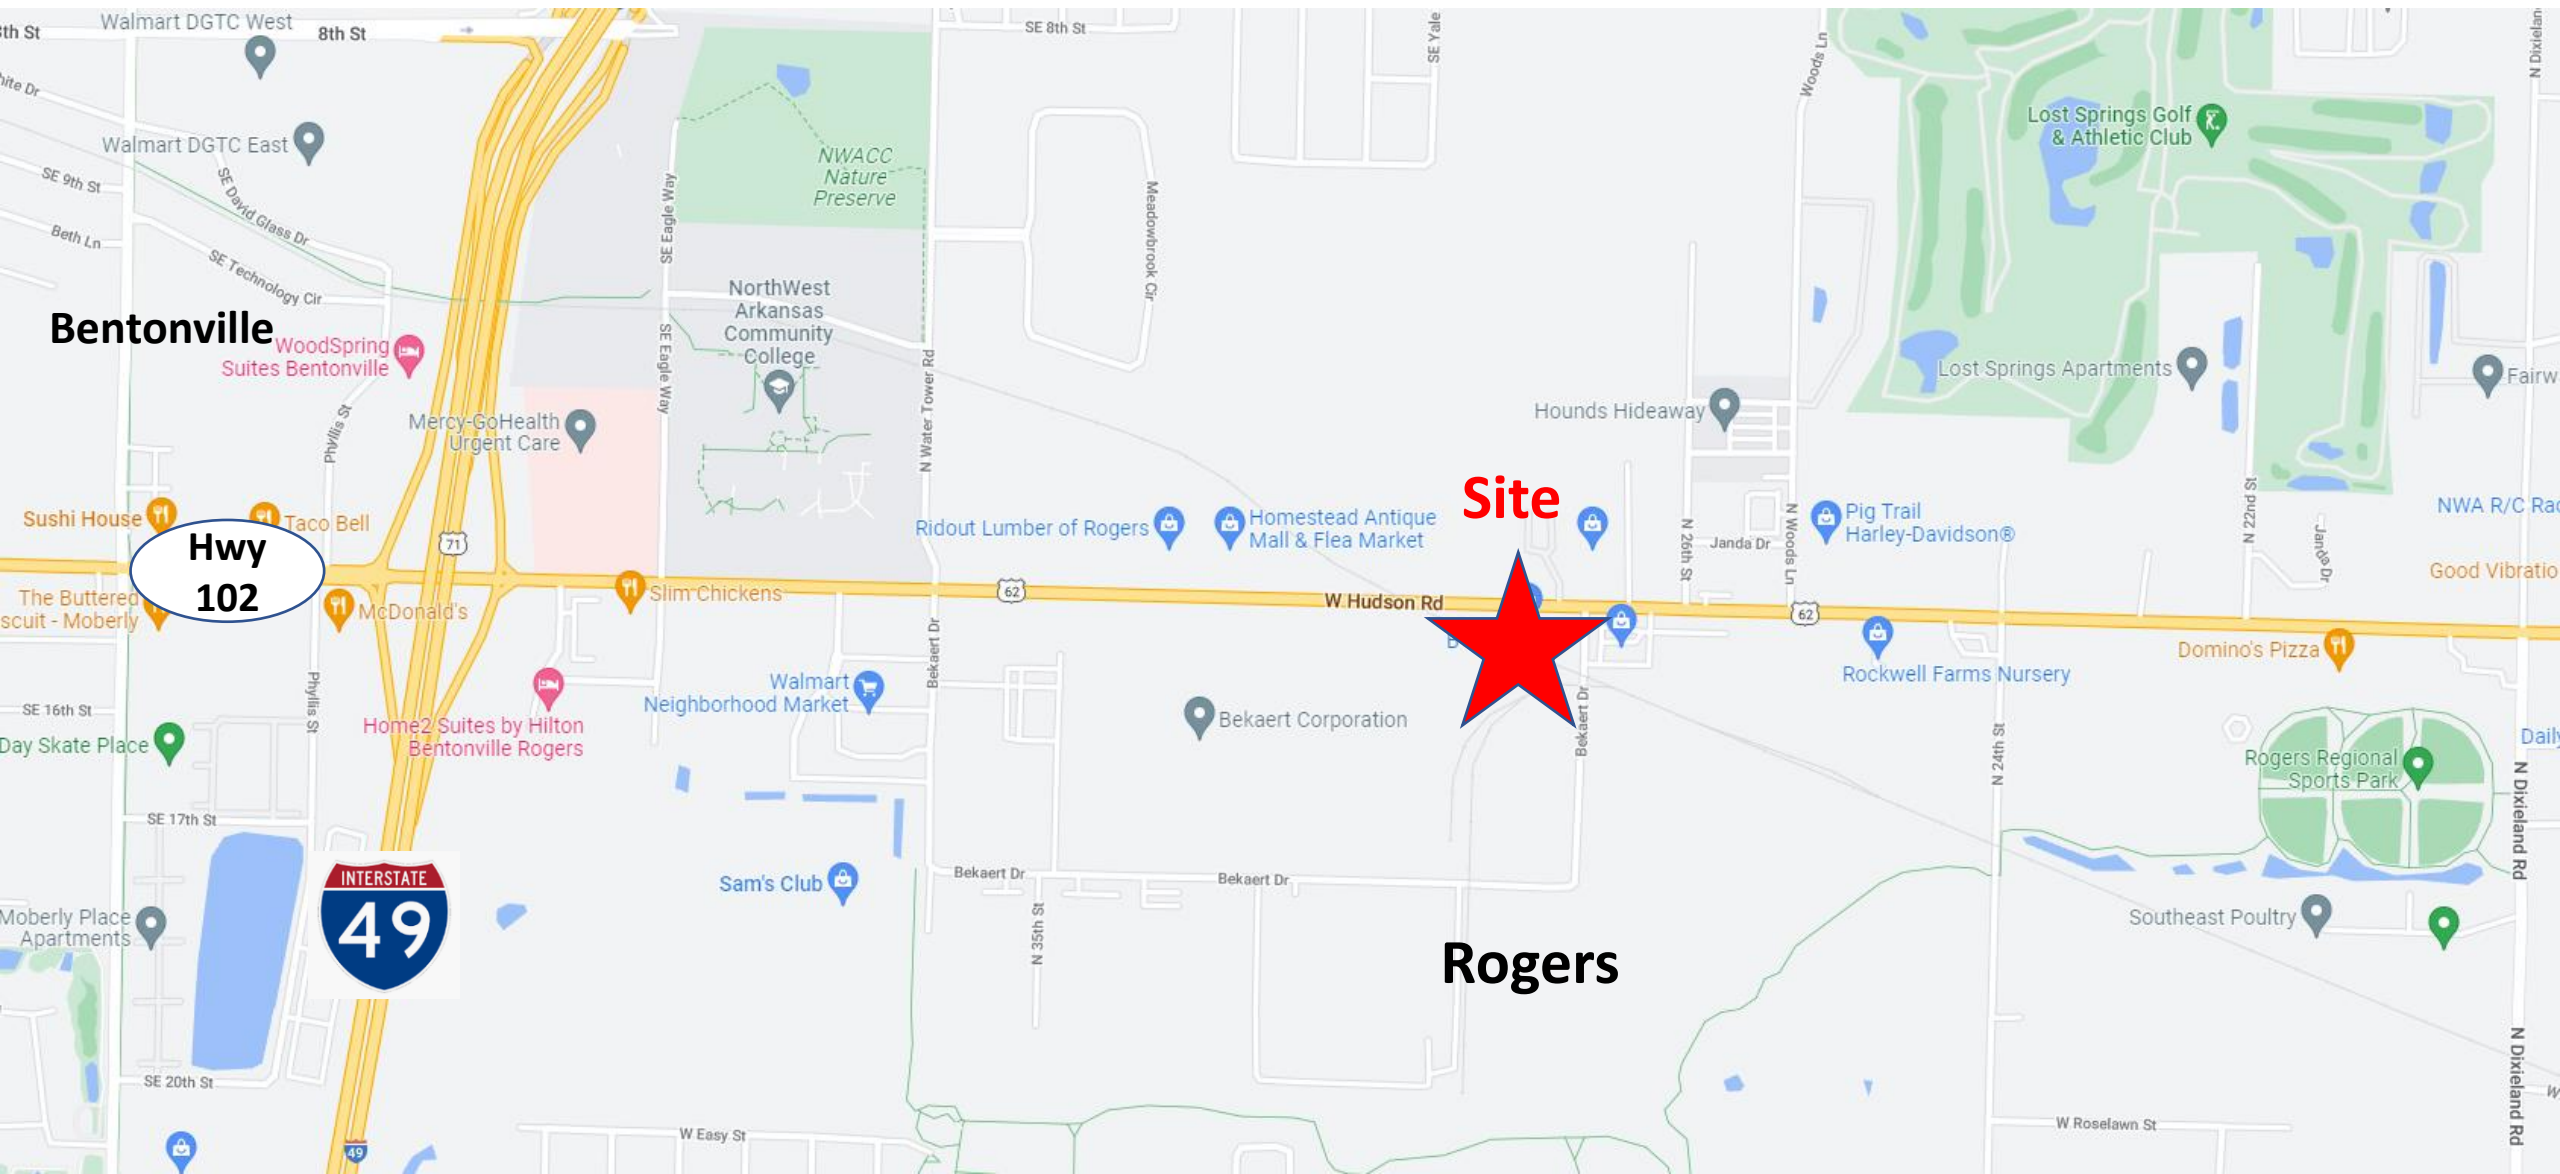 Walmart DGTC West
8th St
8th St
SE 8th St
SE Yale
Woods Ln
N Dixieland
White Dr
Walmart DGTC East
Lost Springs Golf
& Athletic Club
NWACC
Nature
Preserve
SE 9th St
SE David Glass Dr
SE Eagle Way
Meadowbrook Cir
Beth Ln
SE Technology Cir
NorthWest
Arkansas
Community
College
Bentonville
WoodSpring
Suites Bentonville
SE Eagle Way
N Water Tower Rd
Lost Springs Apartments
Fairw
Phyllis St
Mercy-GoHealth
Urgent Care
Hounds Hideaway
Site
Sushi House
Taco Bell
Ridout Lumber of Rogers
Homestead Antique
Mall & Flea Market
N 26th St
Janda Dr
N Woods Ln
Pig Trail
Harley-Davidson®
N 22nd St
Janda Dr
NWA R/C Rac
Hwy
102
71
62
W Hudson Rd
62
Good Vibratio
The Buttered
scuit - Moberly
McDonald's
Slim Chickens
Bekaert Dr
B
Rockwell Farms Nursery
Domino's Pizza
Walmart
Neighborhood Market
Phyllis St
SE 16th St
Home2 Suites by Hilton
Bentonville Rogers
Bekaert Corporation
Bekaert Dr
N 24th St
Day Skate Place
Rogers Regional
Sports Park
Daily
N Dixieland Rd
SE 17th St
INTERSTATE
49
Sam's Club
Bekaert Dr
Bekaert Dr
N 35th St
Moberly Place
Apartments
Southeast Poultry
Rogers
SE 20th St
N Dixieland Rd
W
49
W Easy St
W Roselawn St